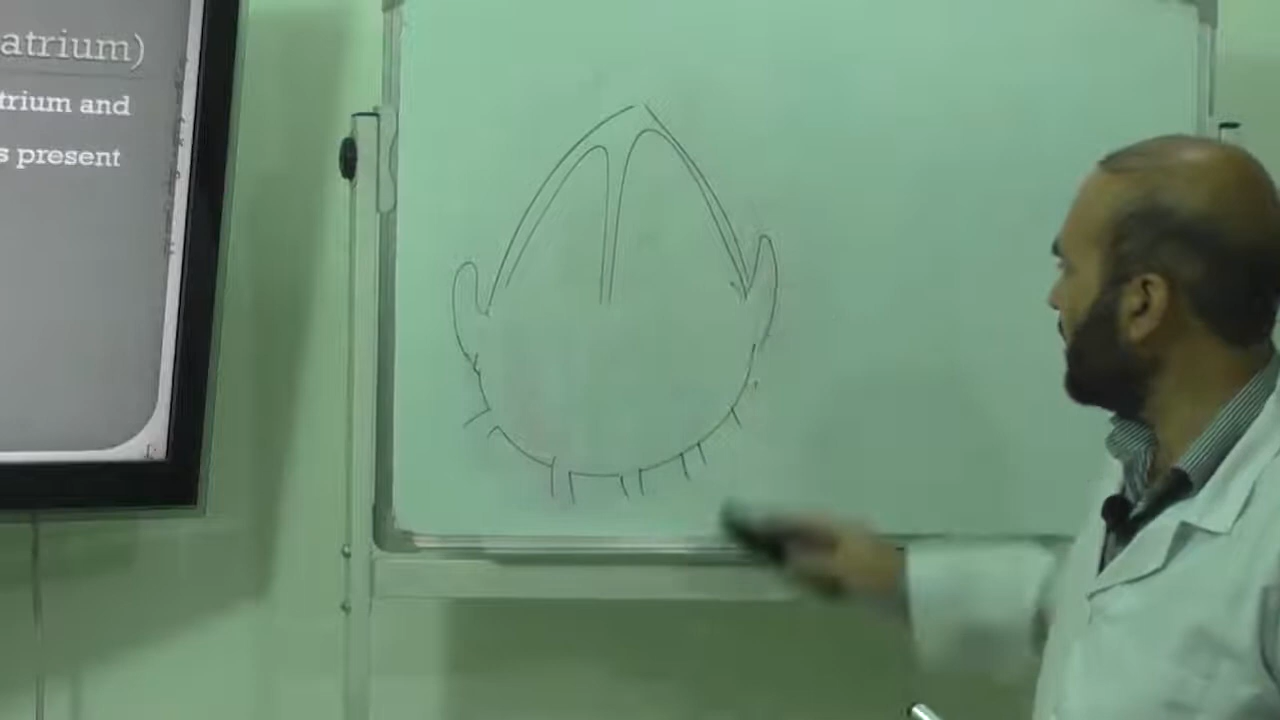 atrium)
trium and
s present